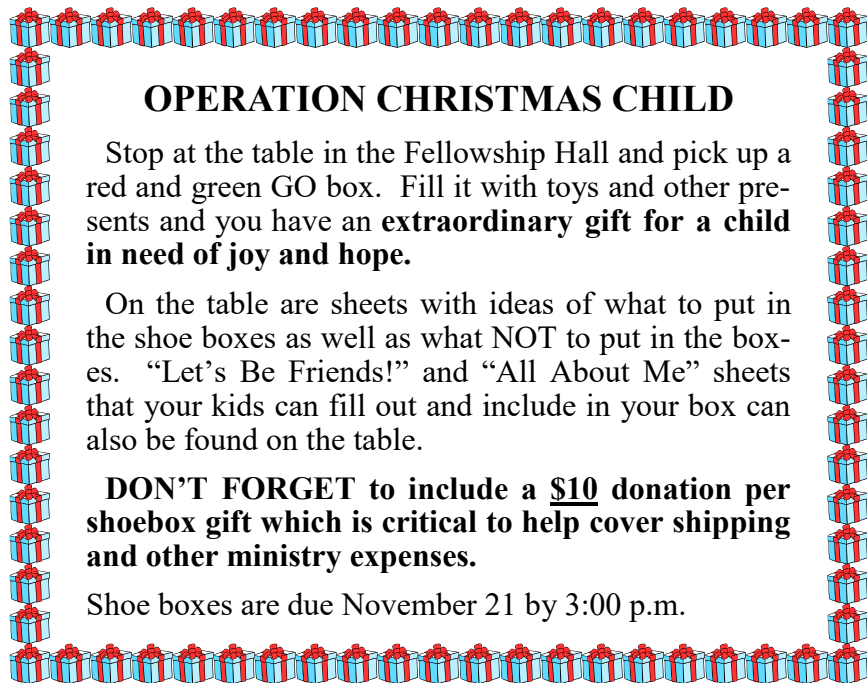 OPERATION CHRISTMAS CHILD
Stop at the table in the Fellowship Hall and pick up a
red and green GO box.  Fill it with toys and other pre-
sents and you have an extraordinary gift for a child
in need of joy and hope.
On the table are sheets with ideas of what to put in
the shoe boxes as well as what NOT to put in the box-
es.  “Let’s Be Friends!” and “All About Me” sheets
that your kids can fill out and include in your box can
also be found on the table.
DON’T FORGET to include a $10 donation per
shoebox gift which is critical to help cover shipping
and other ministry expenses.
Shoe boxes are due November 21 by 3:00 p.m.